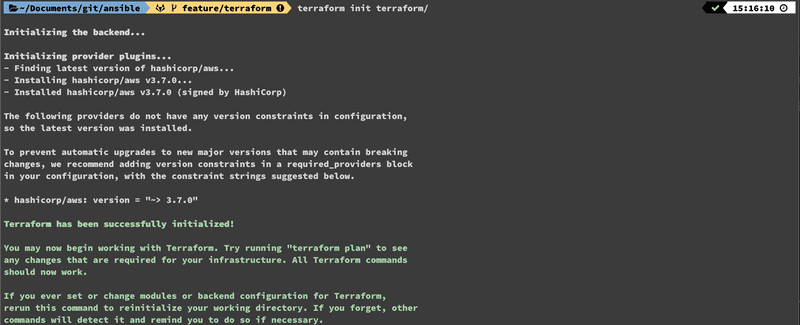 ~/Documents/git/ansible feature/terraform terraform init terraform/ 15:16:10
Initializing the backend...
Initializing provider plugins...
- Finding latest version of hashicorp/aws...
- Installing hashicorp/aws v3.7.0...
- Installed hashicorp/aws v3.7.0 (signed by HashiCorp)
The following providers do not have any version constraints in configuration,
so the latest version was installed.
To prevent automatic upgrades to new major versions that may contain breaking
changes, we recommend adding version constraints in a required_providers block
in your configuration, with the constraint strings suggested below.
* hashicorp/aws: version = "~> 3.7.0"
Terraform has been successfully initialized!
You may now begin working with Terraform. Try running "terraform plan" to see
any changes that are required for your infrastructure. All Terraform commands
should now work.
If you ever set or change modules or backend configuration for Terraform,
rerun this command to reinitialize your working directory. If you forget, other
commands will detect it and remind you to do so if necessary.